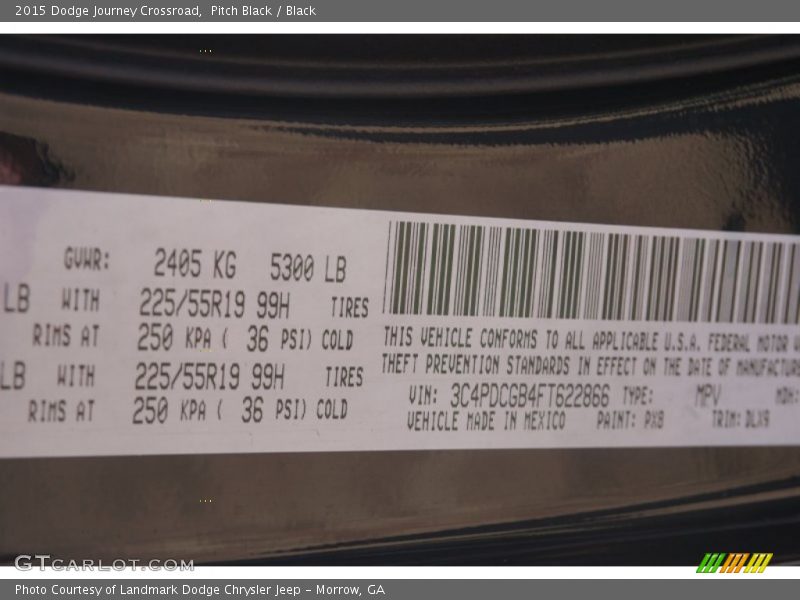 2015 Dodge Journey Crossroad, Pitch Black / Black
GVWR: 2405 KG 5300 LB
LB WITH 225/55R19 99H TIRES
RIMS AT 250 KPA ( 36 PSI) COLD
LB WITH 225/55R19 99H TIRES
RIMS AT 250 KPA ( 36 PSI) COLD
THIS VEHICLE CONFORMS TO ALL APPLICABLE U.S.A. FEDERAL MOTOR
THEFT PREVENTION STANDARDS IN EFFECT ON THE DATE OF MANUFACTURE
VIN: 3C4PDCGB4FT622866 TYPE: MPV MDH:
VEHICLE MADE IN MEXICO PAINT: PX8 TRIM: DLX9
GTCARLOT.COM
Photo Courtesy of Landmark Dodge Chrysler Jeep – Morrow, GA